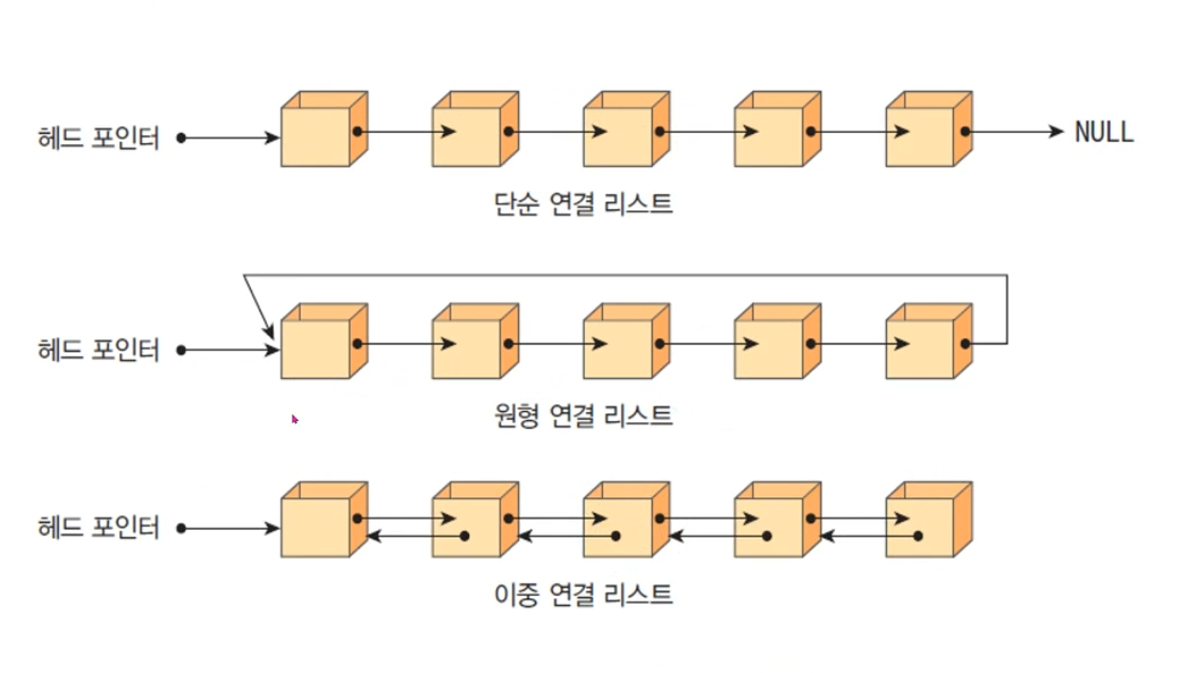 헤드 포인터
NULL
단순 연결 리스트
헤드 포인터
원형 연결 리스트
헤드 포인터
이중 연결 리스트